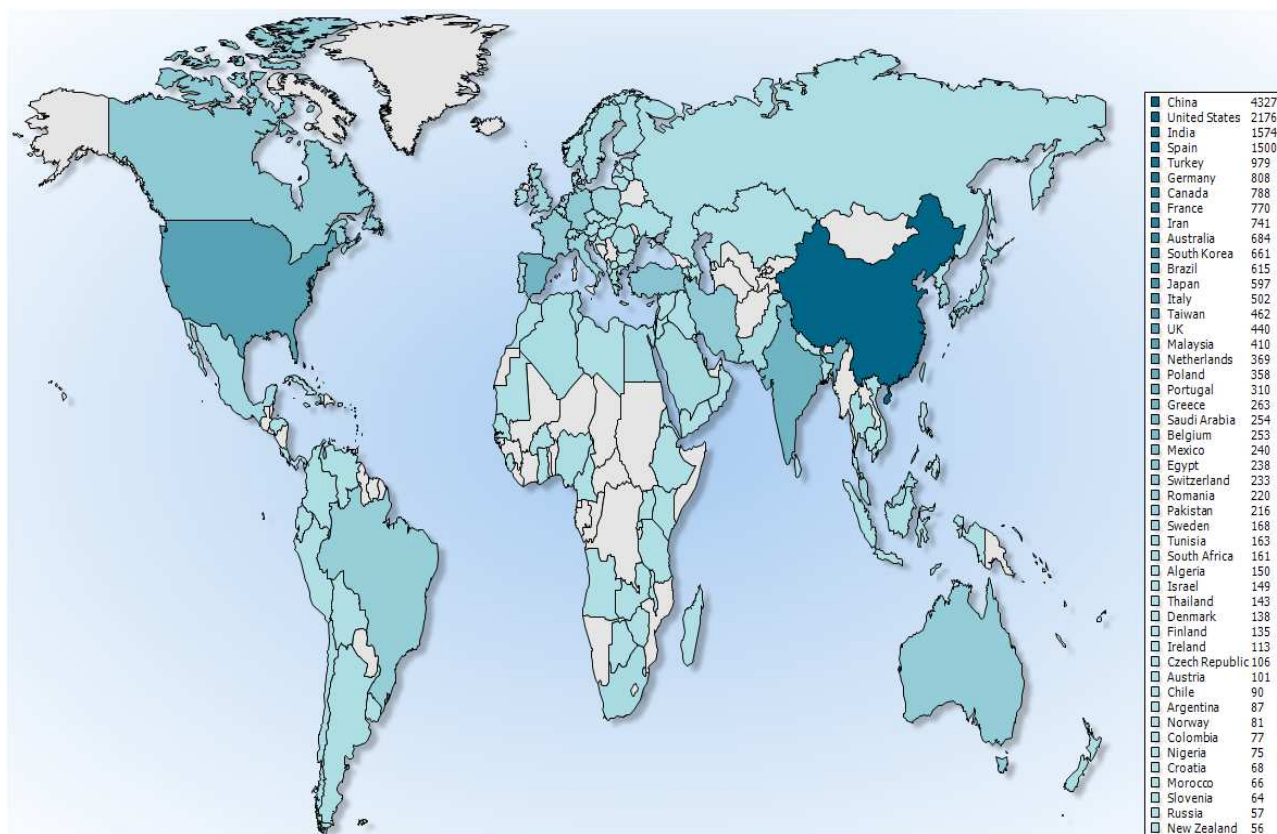 China 4327
United States 2176
India 1574
Spain 1500
Turkey 979
Germany 808
Canada 788
France 770
Iran 741
Australia 684
South Korea 661
Brazil 615
Japan 597
Italy 502
Taiwan 462
UK 440
Malaysia 410
Netherlands 369
Poland 358
Portugal 310
Greece 263
Saudi Arabia 254
Belgium 253
Mexico 240
Egypt 238
Switzerland 233
Romania 220
Pakistan 216
Sweden 168
Tunisia 163
South Africa 161
Algeria 150
Israel 149
Thailand 143
Denmark 138
Finland 135
Ireland 113
Czech Republic 106
Austria 101
Chile 90
Argentina 87
Norway 81
Colombia 77
Nigeria 75
Croatia 68
Morocco 66
Slovenia 64
Russia 57
New Zealand 56